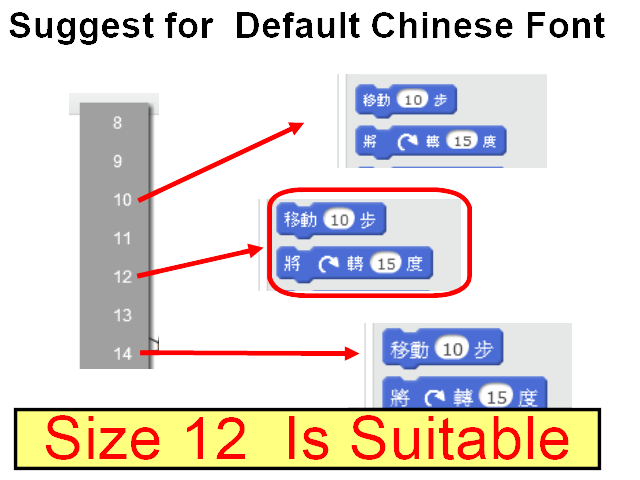 Suggest for Default Chinese Font
8
9
10
11
12
13
14
移動 10 步
將 轉 15 度
移動 10 步
將 轉 15 度
移動 10 步
將 轉 15 度
Size 12 Is Suitable